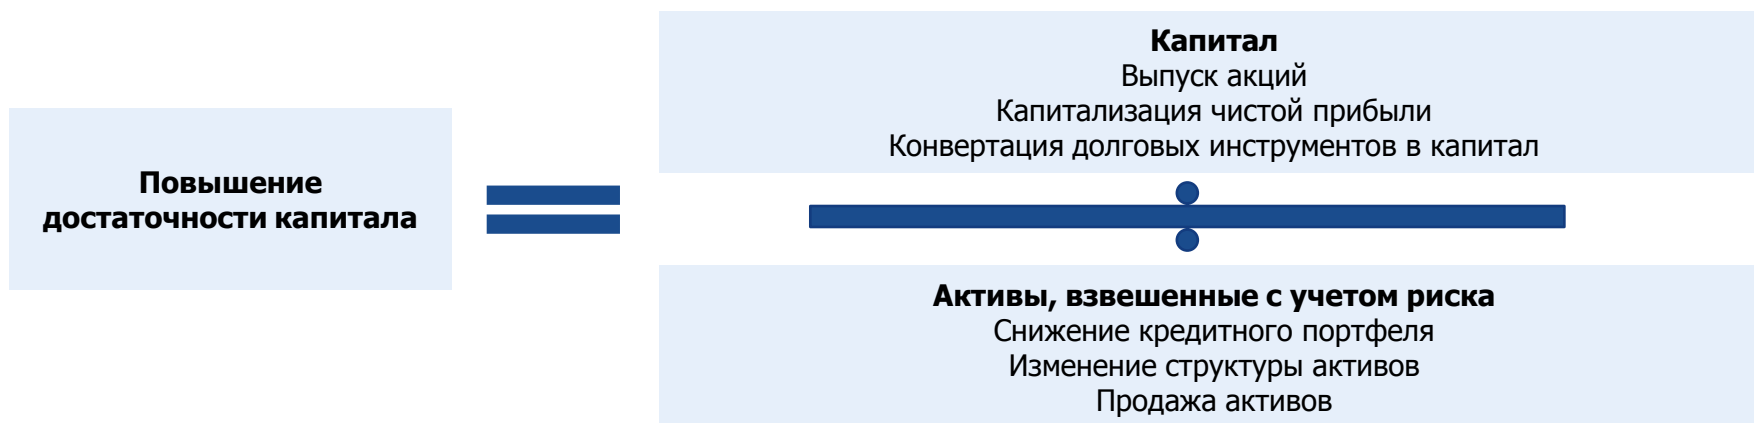 Повышение
достаточности капитала
Капитал
Выпуск акций
Капитализация чистой прибыли
Конвертация долговых инструментов в капитал
Активы, взвешенные с учетом риска
Снижение кредитного портфеля
Изменение структуры активов
Продажа активов